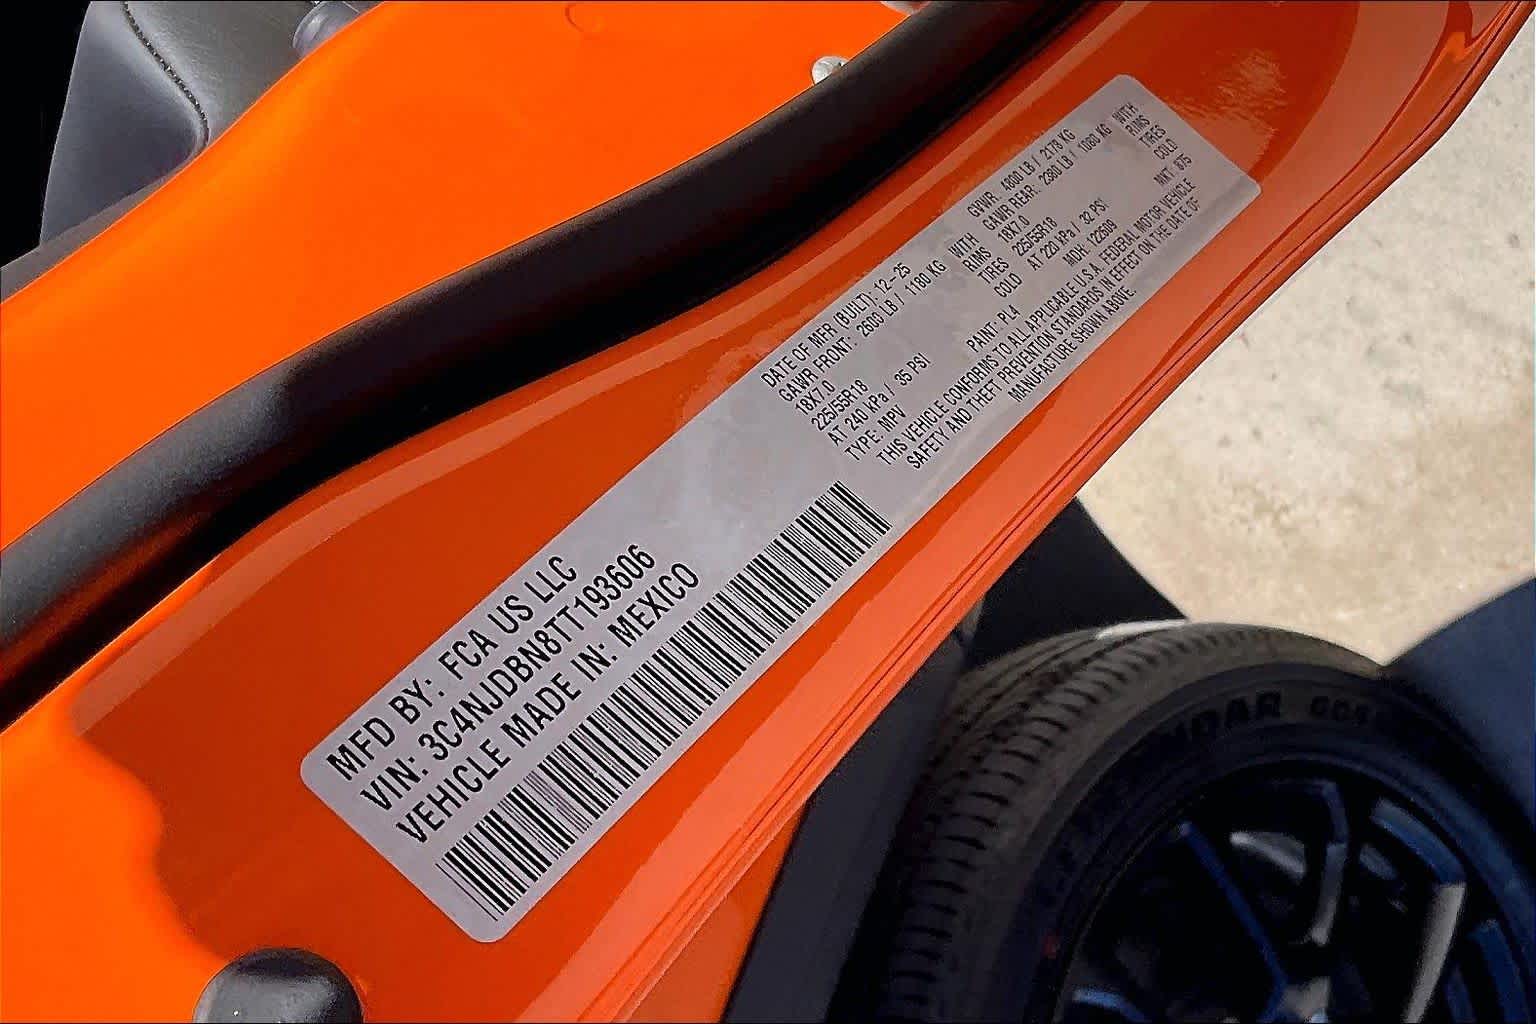 MFD BY: FCA US LLC
VIN: 3C4NJDBN8TT193606
VEHICLE MADE IN: MEXICO
DATE OF MFR (BUILT): 12-25 GVWR: 4800 LB / 2178 KG
GAWR FRONT: 2600 LB / 1180 KG WITH GAWR REAR: 2380 LB / 1080 KG WITH
18X7.0 RIMS 18X7.0 RIMS
225/55R18 TIRES 225/55R18 TIRES
AT 240 kPa / 35 PSI COLD AT 220 kPa / 32 PSI COLD
TYPE: MPV PAINT: PL4 MDH: 122509 NKT: 875
THIS VEHICLE CONFORMS TO ALL APPLICABLE U.S.A. FEDERAL MOTOR VEHICLE
SAFETY AND THEFT PREVENTION STANDARDS IN EFFECT ON THE DATE OF
MANUFACTURE SHOWN ABOVE.